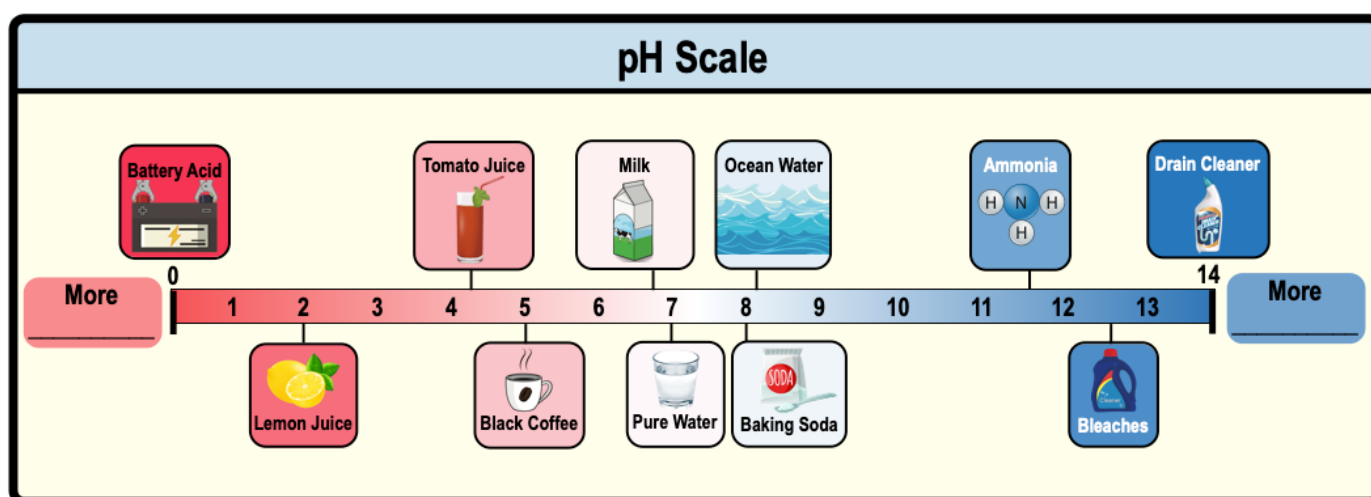 pH Scale
Battery Acid
Tomato Juice
Milk
Ocean Water
Ammonia
H N H
H
Drain Cleaner
0
14
More
1 2 3 4 5 6 7 8 9 10 11 12 13
More
Lemon Juice
Black Coffee
Pure Water
SODA
Baking Soda
Cleaner
Bleaches